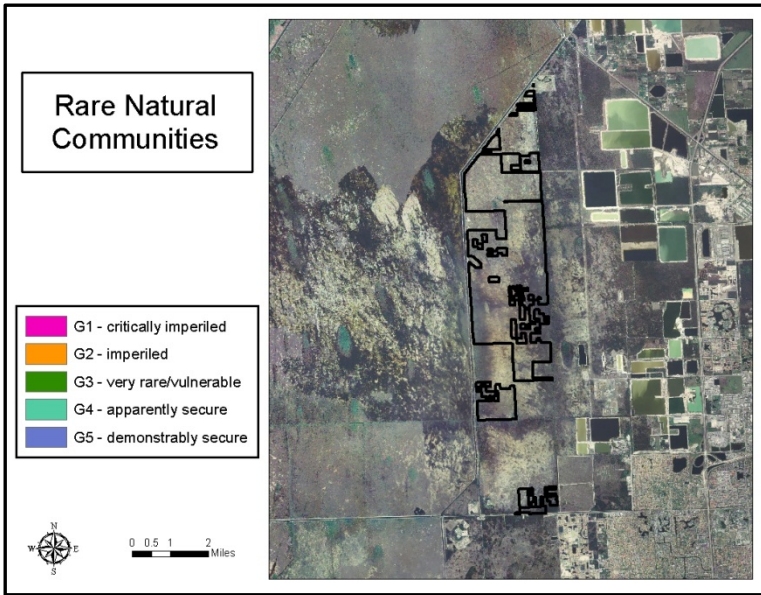 Rare Natural
Communities
G1 - critically imperiled
G2 - imperiled
G3 - very rare/vulnerable
G4 - apparently secure
G5 - demonstrably secure
N
W E
S
0 0.5 1 2
Miles